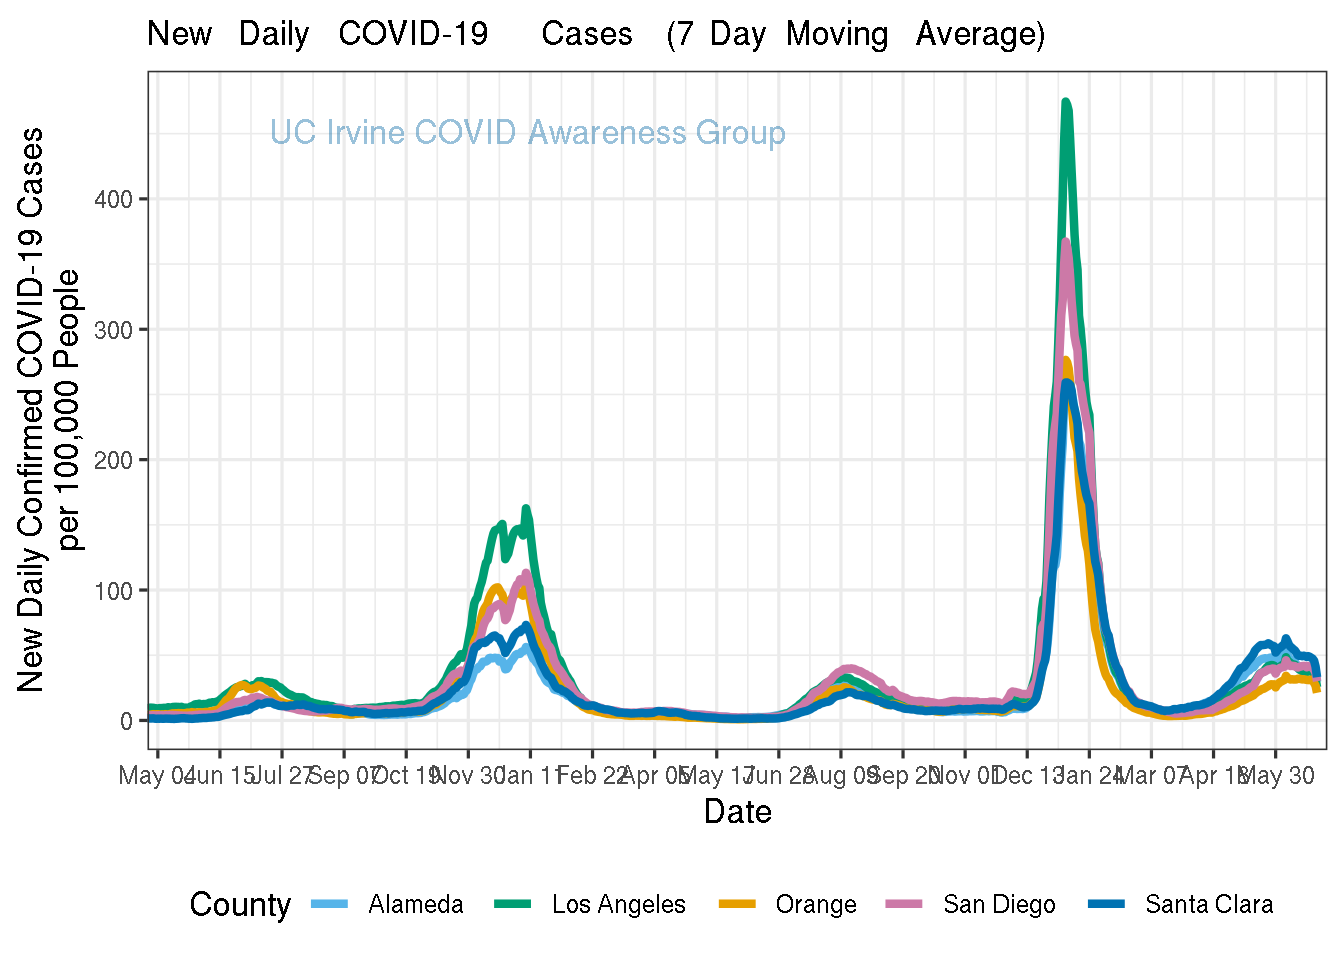 New Daily COVID-19 Cases (7 Day Moving Average)
UC Irvine COVID Awareness Group
New Daily Confirmed COVID-19 Cases
per 100,000 People
400
300
200
100
0
May 04 Jun 15 Jul 27 Sep 07 Oct 19 Nov 30 Jan 11 Feb 22 Apr 05 May 17 Jun 28 Aug 09 Sep 20 Nov 01 Dec 13 Jan 24 Mar 07 Apr 18 May 30
Date
County Alameda Los Angeles Orange San Diego Santa Clara